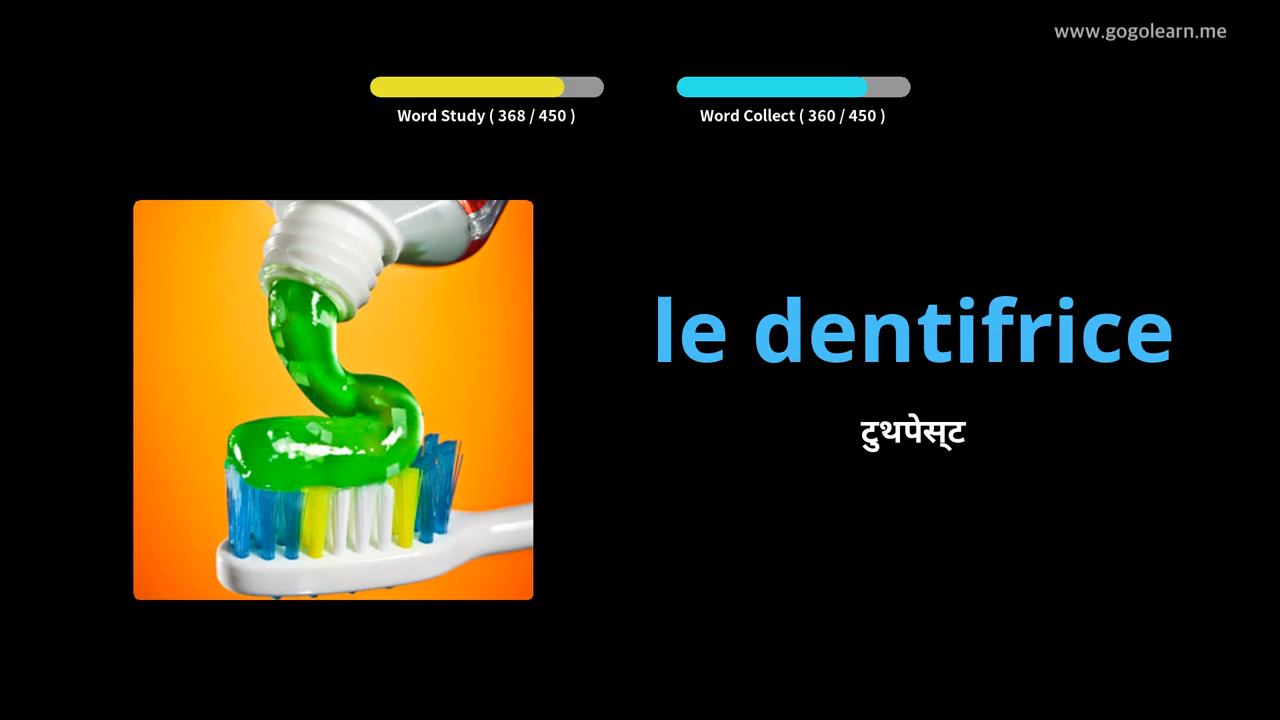 www.gogolearn.me
Word Study ( 368 / 450 )
Word Collect ( 360 / 450 )
le dentifrice
टुथपेस्ट